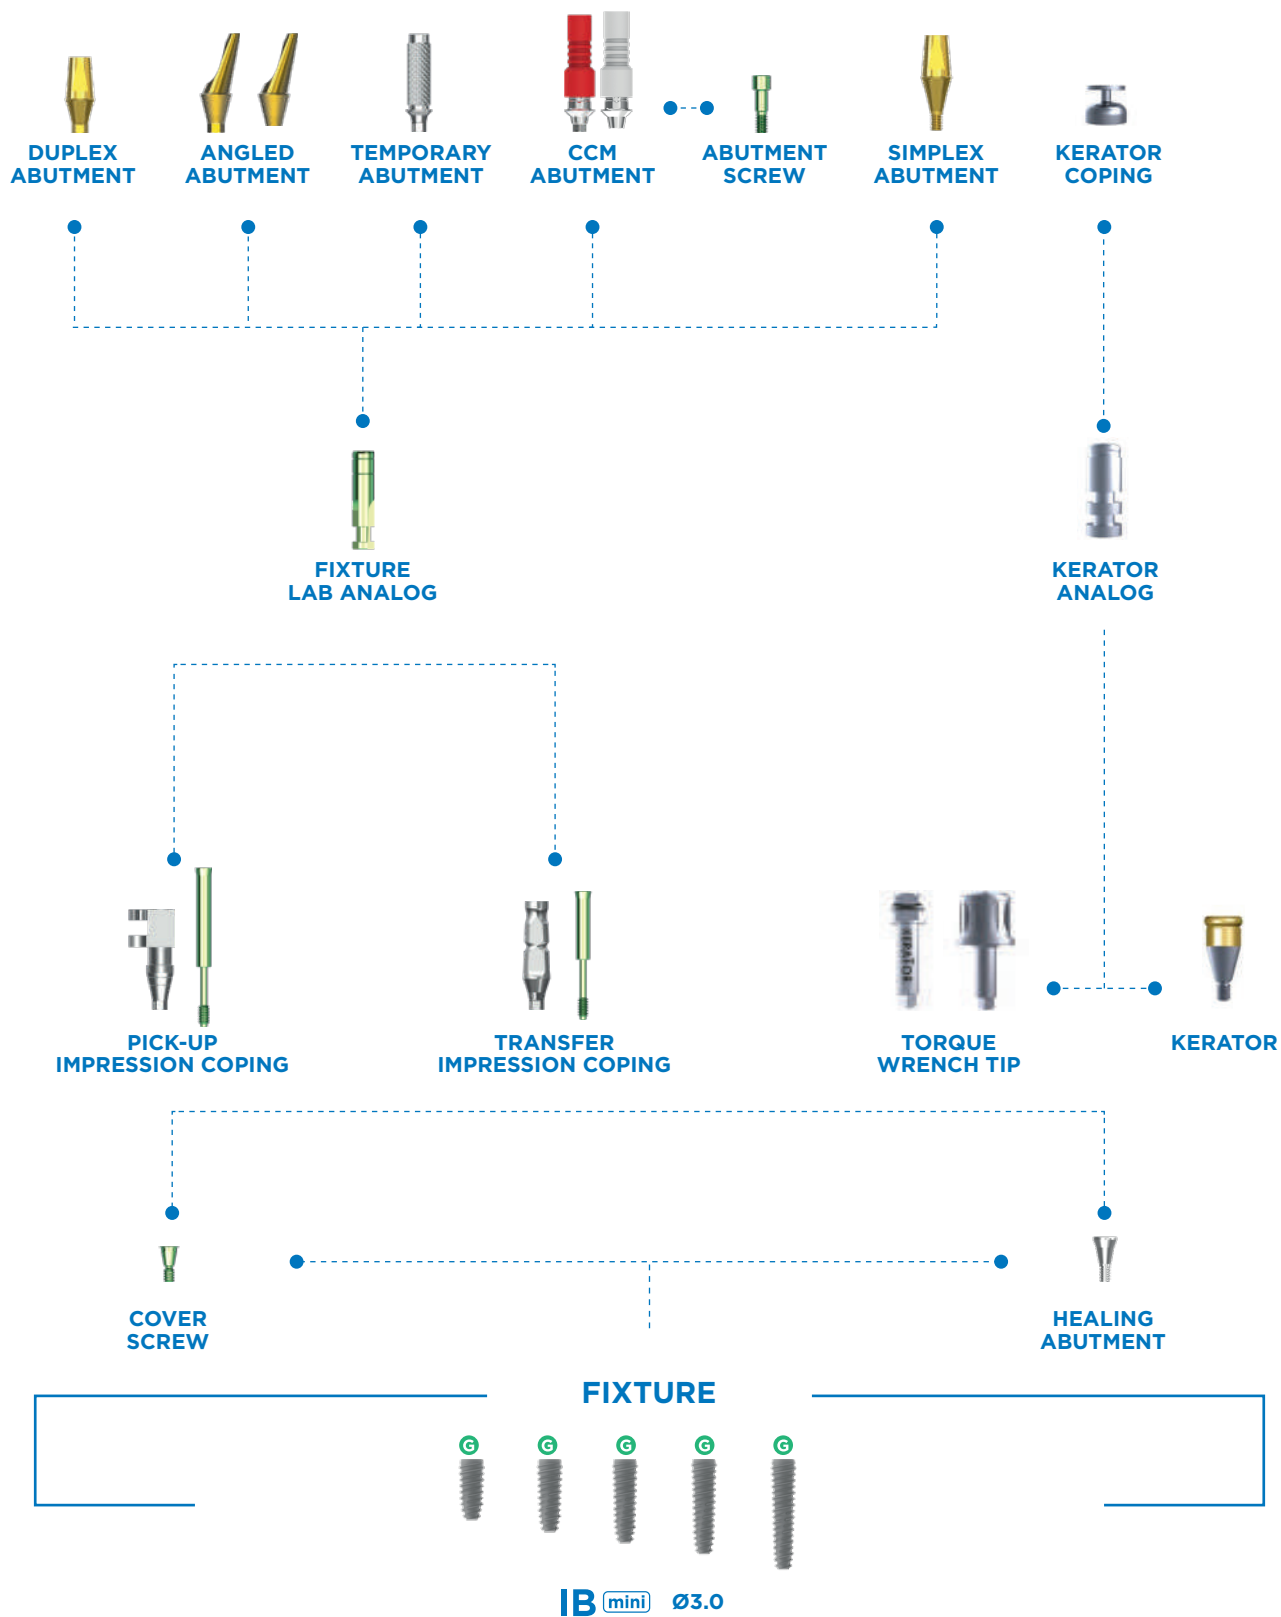 DUPLEX
ABUTMENT
ANGLED
ABUTMENT
TEMPORARY
ABUTMENT
CCM
ABUTMENT
ABUTMENT
SCREW
SIMPLEX
ABUTMENT
KERATOR
COPING
FIXTURE
LAB ANALOG
KERATOR
ANALOG
KERATOR
PICK-UP
IMPRESSION COPING
TRANSFER
IMPRESSION COPING
TORQUE
WRENCH TIP
KERATOR
COVER
SCREW
HEALING
ABUTMENT
FIXTURE
G G G G G
IB mini Ø3.0